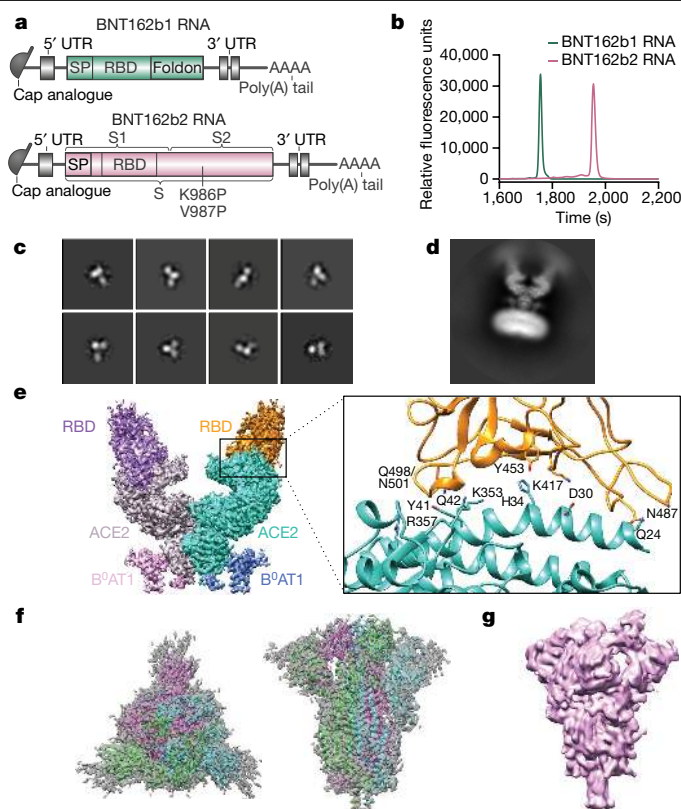 a
BNT162b1 RNA
5′ UTR
3′ UTR
SP
RBD
Foldon
AAAA
Cap analogue
Poly(A) tail
BNT162b2 RNA
5′ UTR
S1
S2
3′ UTR
SP
RBD
AAAA
Cap analogue
S
K986P
V987P
Poly(A) tail
b
Relative fluorescence units
40,000
30,000
20,000
10,000
0
BNT162b1 RNA
BNT162b2 RNA
1,600
1,800
2,000
2,200
Time (s)
c
d
e
RBD
RBD
ACE2
ACE2
B⁰AT1
B⁰AT1
Q498/
N501
Y453
Q42
K353
K417
D30
Y41
H34
N487
R357
Q24
f
g